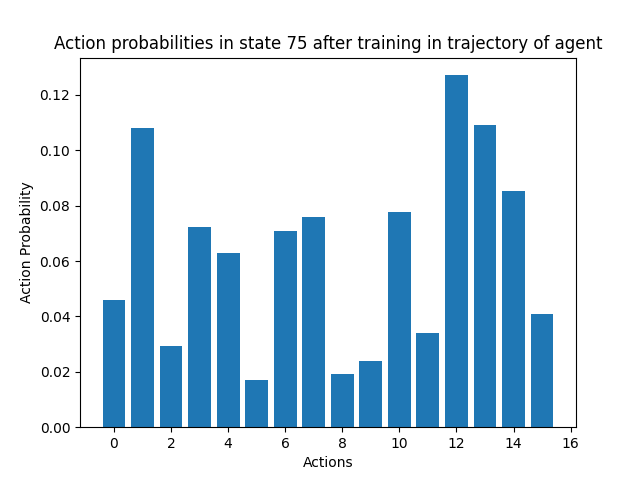 Action probabilities in state 75 after training in trajectory of agent
0.12
0.10
0.08
0.06
0.04
0.02
0.00
Action Probability
0 2 4 6 8 10 12 14 16
Actions